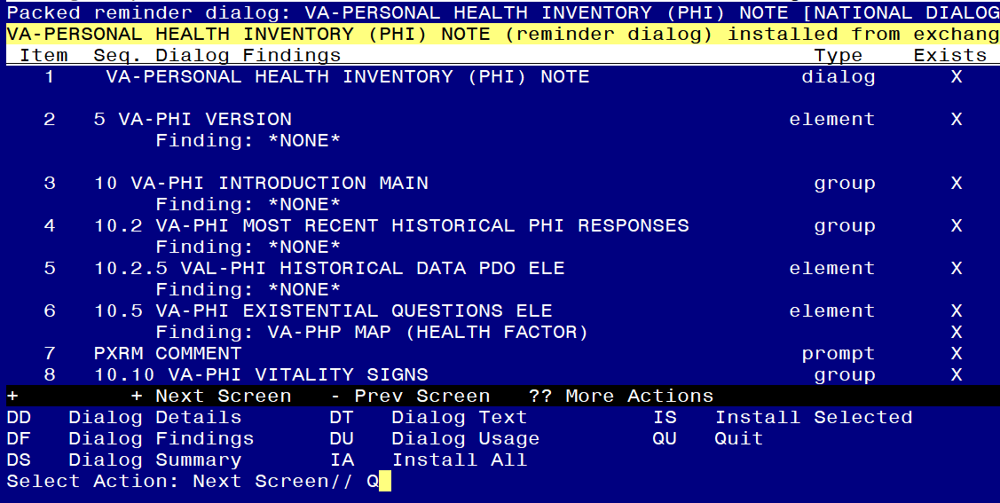 Packed reminder dialog: VA-PERSONAL HEALTH INVENTORY (PHI) NOTE [NATIONAL DIALOG
VA-PERSONAL HEALTH INVENTORY (PHI) NOTE (reminder dialog) installed from exchang
Item Seq. Dialog Findings Type Exists
1 VA-PERSONAL HEALTH INVENTORY (PHI) NOTE dialog X
2 5 VA-PHI VERSION element X
Finding: *NONE*
3 10 VA-PHI INTRODUCTION MAIN group X
Finding: *NONE*
4 10.2 VA-PHI MOST RECENT HISTORICAL PHI RESPONSES group X
Finding: *NONE*
5 10.2.5 VAL-PHI HISTORICAL DATA PDO ELE element X
Finding: *NONE*
6 10.5 VA-PHI EXISTENTIAL QUESTIONS ELE element X
Finding: VA-PHP MAP (HEALTH FACTOR) X
7 PXRM COMMENT prompt X
8 10.10 VA-PHI VITALITY SIGNS group X
+ + Next Screen - Prev Screen ?? More Actions
DD Dialog Details DT Dialog Text IS Install Selected
DF Dialog Findings DU Dialog Usage QU Quit
DS Dialog Summary IA Install All
Select Action: Next Screen// Q